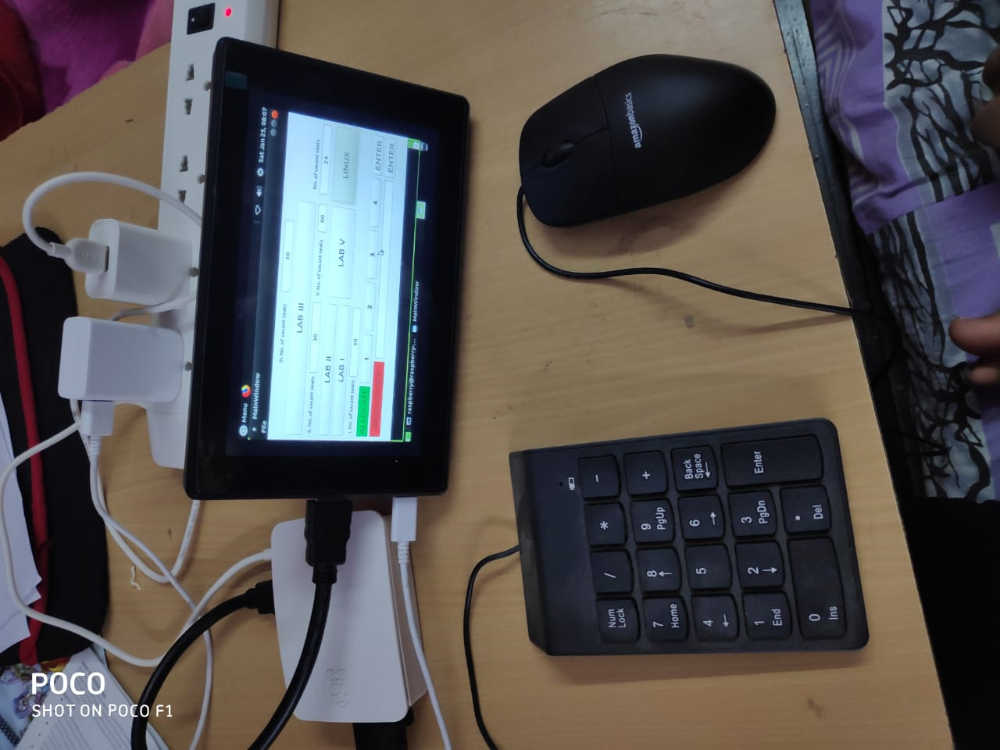 Menu
Sat Jan 25, 08:07
MainWindow
File
III. No. of vacant seats
30
No. of vacant seats
24
LAB III
II. No. of vacant seats
30
V. No. of vacant seats
60
LAB II
LAB V
LINUX
LAB I
I. No. of vacant seats
30
ALLOCATE
1
2
3
4
ENTER
ENTER
raspberry@raspberry-...
MainWindow
amazonbasics
Num Lock
/
*
-
7 Home
8
9 PgUp
+
4
5
6
Back Space
1 End
2
3 PgDn
Enter
0 Ins
. Del
POCO
SHOT ON POCO F1